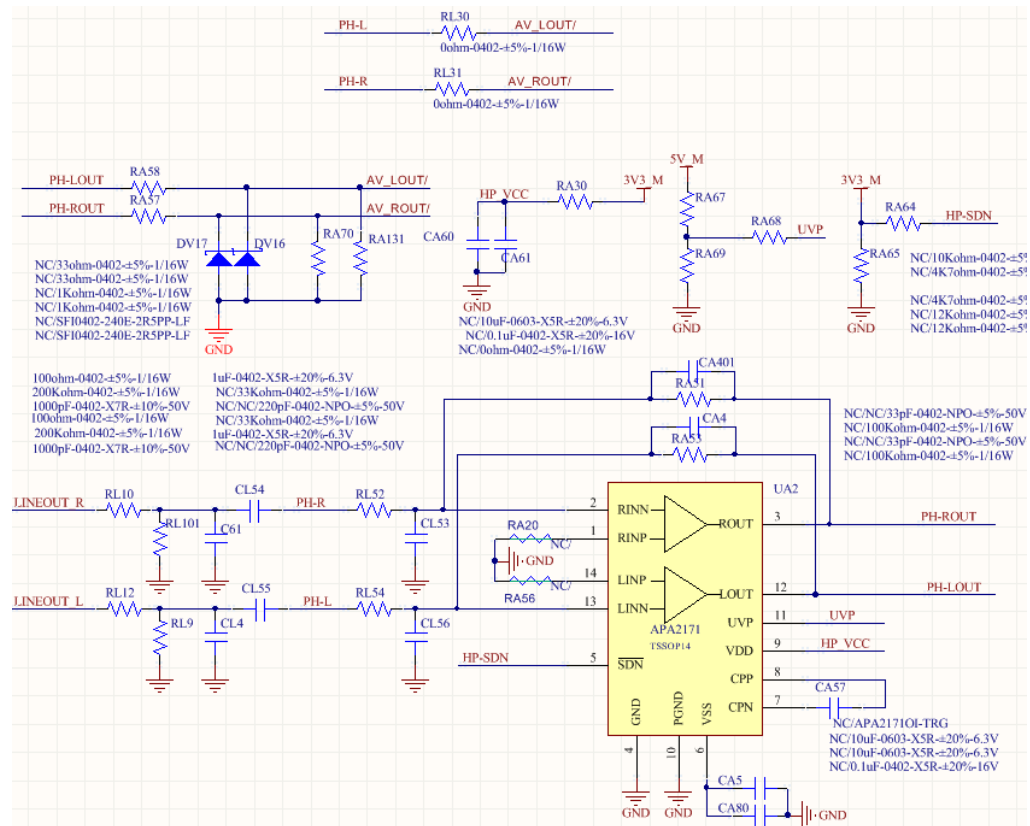 RL30
PH-L
AV_LOUT/
0ohm-0402-±5%-1/16W
RL31
PH-R
AV_ROUT/
0ohm-0402-±5%-1/16W
RA58
PH-LOUT
AV_LOUT/
RA57
PH-ROUT
AV_ROUT/
DV17
DV16
RA70
RA131
GND
NC/33ohm-0402-±5%-1/16W
NC/33ohm-0402-±5%-1/16W
NC/1Kohm-0402-±5%-1/16W
NC/1Kohm-0402-±5%-1/16W
NC/SFI0402-240E-2R5PP-LF
NC/SFI0402-240E-2R5PP-LF
HP_VCC
RA30
3V3_M
CA60
CA61
GND
NC/10uF-0603-X5R-±20%-6.3V
NC/0.1uF-0402-X5R-±20%-16V
NC/0ohm-0402-±5%-1/16W
5V_M
RA67
RA68
UVP
RA69
GND
3V3_M
RA64
HP-SDN
RA65
GND
NC/10Kohm-0402-±5%
NC/4K7ohm-0402-±5%
NC/4K7ohm-0402-±5%
NC/12Kohm-0402-±5%
NC/12Kohm-0402-±5%
100ohm-0402-±5%-1/16W
200Kohm-0402-±5%-1/16W
1000pF-0402-X7R-±10%-50V
100ohm-0402-±5%-1/16W
200Kohm-0402-±5%-1/16W
1000pF-0402-X7R-±10%-50V
1uF-0402-X5R-±20%-6.3V
NC/33Kohm-0402-±5%-1/16W
NC/NC/220pF-0402-NPO-±5%-50V
NC/33Kohm-0402-±5%-1/16W
1uF-0402-X5R-±20%-6.3V
NC/NC/220pF-0402-NPO-±5%-50V
CA401
RA51
CA4
RA53
NC/NC/33pF-0402-NPO-±5%-50V
NC/100Kohm-0402-±5%-1/16W
NC/NC/33pF-0402-NPO-±5%-50V
NC/100Kohm-0402-±5%-1/16W
LINEOUT_R
RL10
CL54
PH-R
RL52
RL101
C61
CL53
LINEOUT_L
RL12
CL55
PH-L
RL54
RL9
CL4
CL56
RA20
NC/
GND
NC/
RA56
HP-SDN
UA2
2
RINN
1
RINP
ROUT
3
PH-ROUT
14
LINP
13
LINN
LOUT
12
PH-LOUT
APA2171
TSSOP14
UVP
11
UVP
VDD
9
HP_VCC
5
SDN
CPP
8
CPN
7
CA57
GND
PGND
VSS
4
10
6
NC/APA2171OI-TRG
NC/10uF-0603-X5R-±20%-6.3V
NC/10uF-0603-X5R-±20%-6.3V
NC/0.1uF-0402-X5R-±20%-16V
GND
GND
CA5
CA80
GND